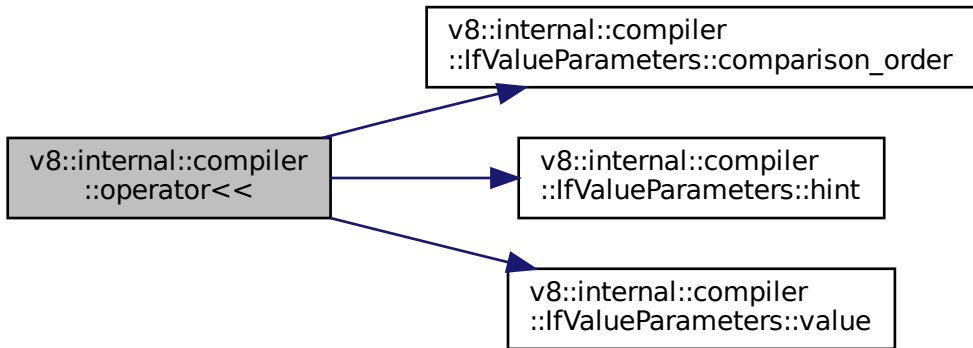 v8::internal::compiler
::IfValueParameters::comparison_order
v8::internal::compiler
::operator<<
v8::internal::compiler
::IfValueParameters::hint
v8::internal::compiler
::IfValueParameters::value